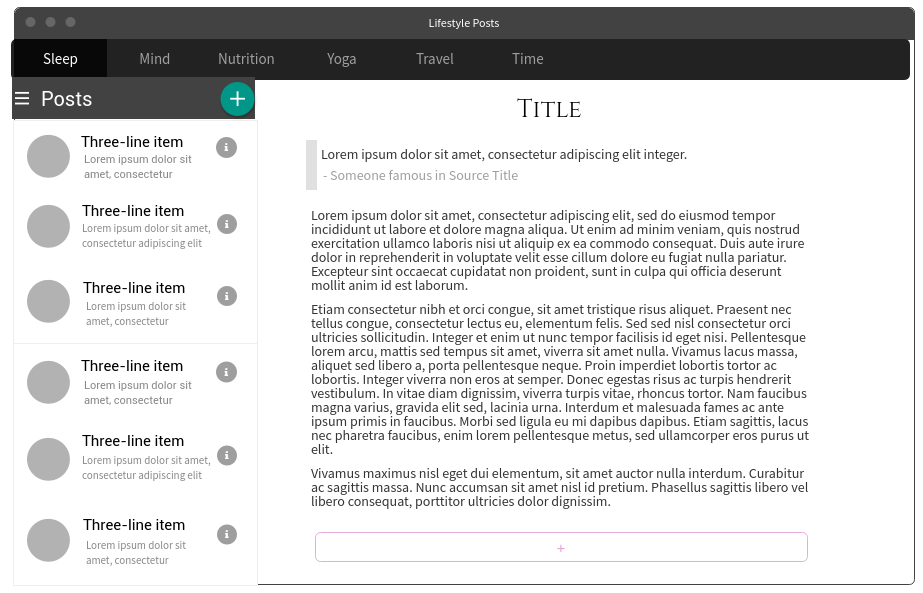 Lifestyle Posts
Sleep Mind Nutrition Yoga Travel Time
Posts
Three-line item
Lorem ipsum dolor sit
amet, consectetur
Three-line item
Lorem ipsum dolor sit amet,
consectetur adipiscing elit
Three-line item
Lorem ipsum dolor sit
amet, consectetur
Three-line item
Lorem ipsum dolor sit
amet, consectetur
Three-line item
Lorem ipsum dolor sit amet,
consectetur adipiscing elit
Three-line item
Lorem ipsum dolor sit
amet, consectetur
Title
Lorem ipsum dolor sit amet, consectetur adipiscing elit integer.
- Someone famous in Source Title
Lorem ipsum dolor sit amet, consectetur adipiscing elit, sed do eiusmod tempor
incididunt ut labore et dolore magna aliqua. Ut enim ad minim veniam, quis nostrud
exercitation ullamco laboris nisi ut aliquip ex ea commodo consequat. Duis aute irure
dolor in reprehenderit in voluptate velit esse cillum dolore eu fugiat nulla pariatur.
Excepteur sint occaecat cupidatat non proident, sunt in culpa qui officia deserunt
mollit anim id est laborum.
Etiam consectetur nibh et orci congue, sit amet tristique risus aliquet. Praesent nec
tellus congue, consectetur lectus eu, elementum felis. Sed sed nisl consectetur orci
ultricies sollicitudin. Integer et enim ut nunc tempor facilisis id eget nisi. Pellentesque
lorem arcu, mattis sed tempus sit amet, viverra sit amet nulla. Vivamus lacus massa,
aliquet sed libero a, porta pellentesque neque. Proin imperdiet lobortis tortor ac
lobortis. Integer viverra non eros at semper. Donec egestas risus ac turpis hendrerit
vestibulum. In vitae diam dignissim, viverra turpis vitae, rhoncus tortor. Nam faucibus
magna varius, gravida elit sed, lacinia urna. Interdum et malesuada fames ac ante
ipsum primis in faucibus. Morbi sed ligula eu mi dapibus dapibus. Etiam sagittis, lacus
nec pharetra faucibus, enim lorem pellentesque metus, sed ullamcorper eros purus ut
elit.
Vivamus maximus nisl eget dui elementum, sit amet auctor nulla interdum. Curabitur
ac sagittis massa. Nunc accumsan sit amet nisl id pretium. Phasellus sagittis libero vel
libero consequat, porttitor ultricies dolor dignissim.
+